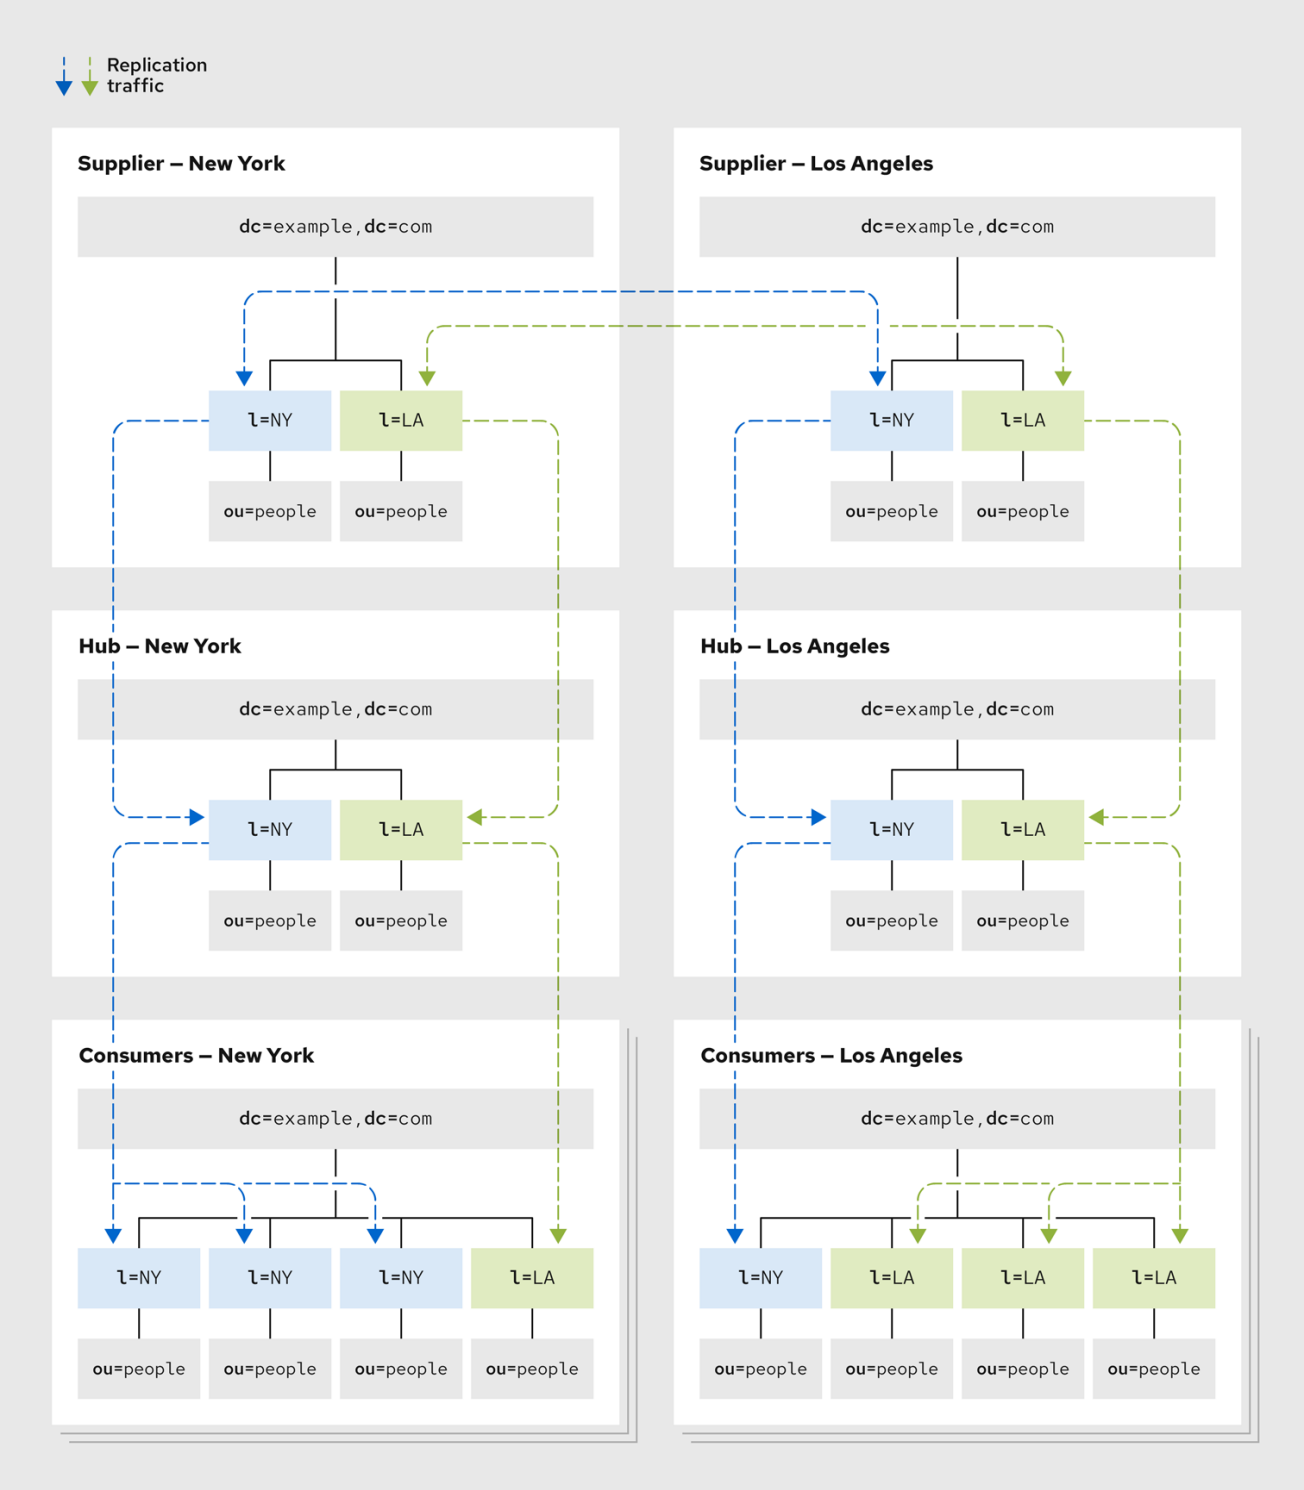 Replication
traffic
Supplier – New York
dc=example,dc=com
l=NY
l=LA
ou=people
ou=people
Supplier – Los Angeles
dc=example,dc=com
l=NY
l=LA
ou=people
ou=people
Hub – New York
dc=example,dc=com
l=NY
l=LA
ou=people
ou=people
Hub – Los Angeles
dc=example,dc=com
l=NY
l=LA
ou=people
ou=people
Consumers – New York
dc=example,dc=com
l=NY
l=NY
l=NY
l=LA
ou=people
ou=people
ou=people
ou=people
Consumers – Los Angeles
dc=example,dc=com
l=NY
l=LA
l=LA
l=LA
ou=people
ou=people
ou=people
ou=people